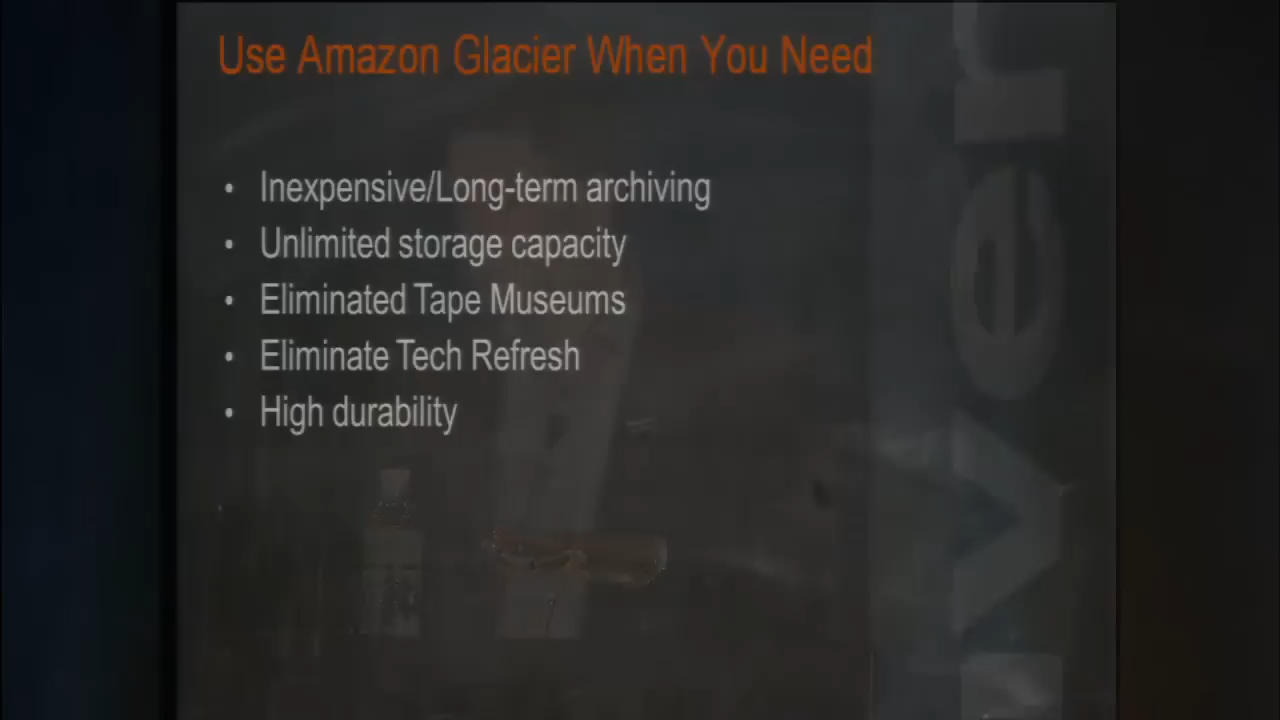 Use Amazon Glacier When You Need
• Inexpensive/Long-term archiving
• Unlimited storage capacity
• Eliminated Tape Museums
• Eliminate Tech Refresh
• High durability